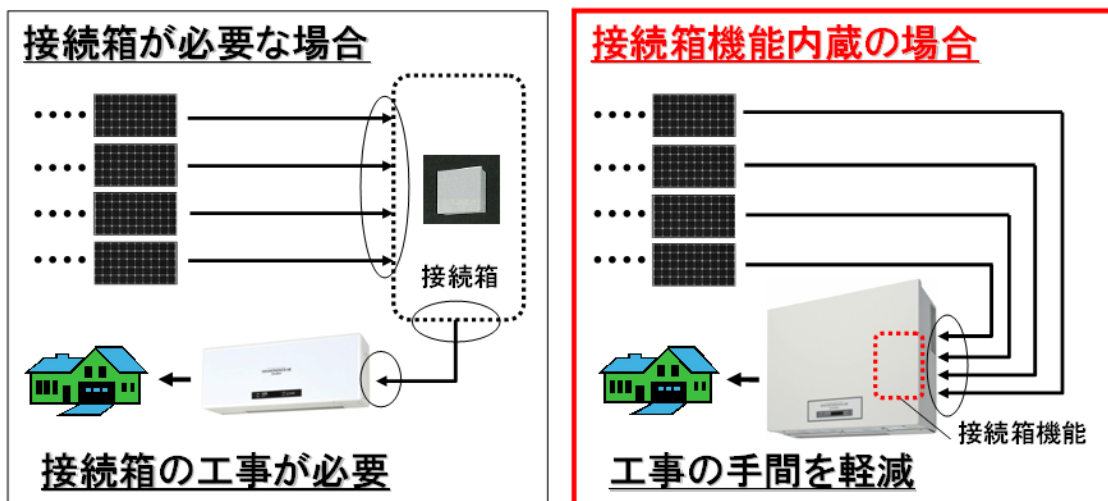 接続箱が必要な場合
接続箱
接続箱の工事が必要
接続箱機能内蔵の場合
接続箱機能
工事の手間を軽減